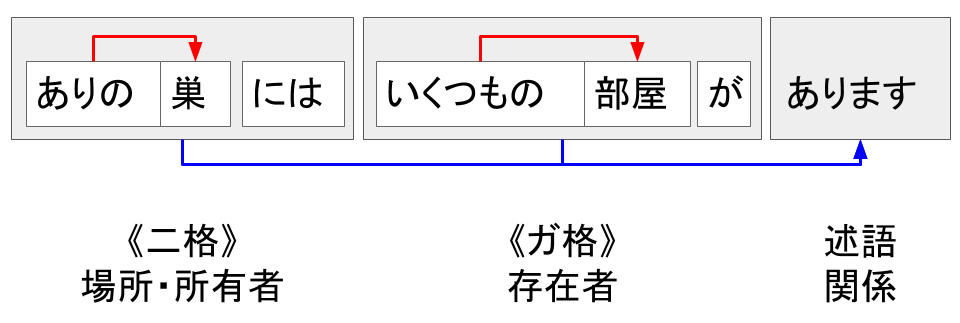 ありの 巣 には いくつもの 部屋 が あります
《ニ格》 《ガ格》 述語
場所・所有者 存在者 関係